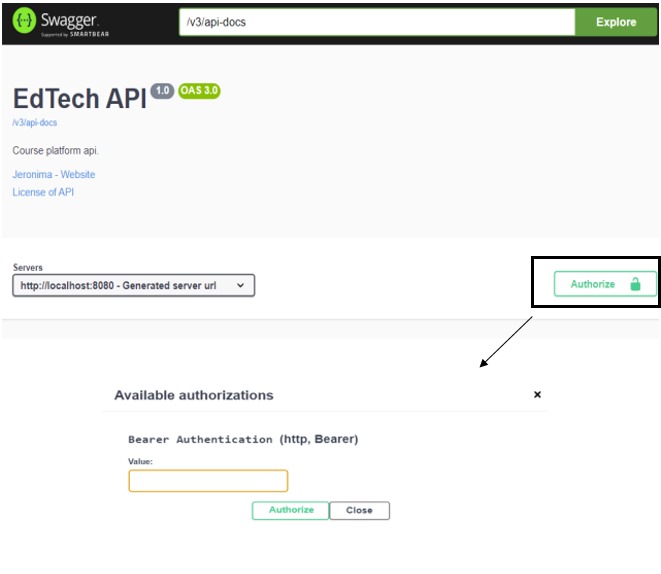 Swagger.
Supported by SMARTBEAR
/v3/api-docs
Explore
EdTech API 1.0 OAS 3.0
/v3/api-docs
Course platform api.
Jeronima - Website
License of API
Servers
http://localhost:8080 - Generated server url
Authorize
Available authorizations
×
Bearer Authentication (http, Bearer)
Value:
Authorize
Close